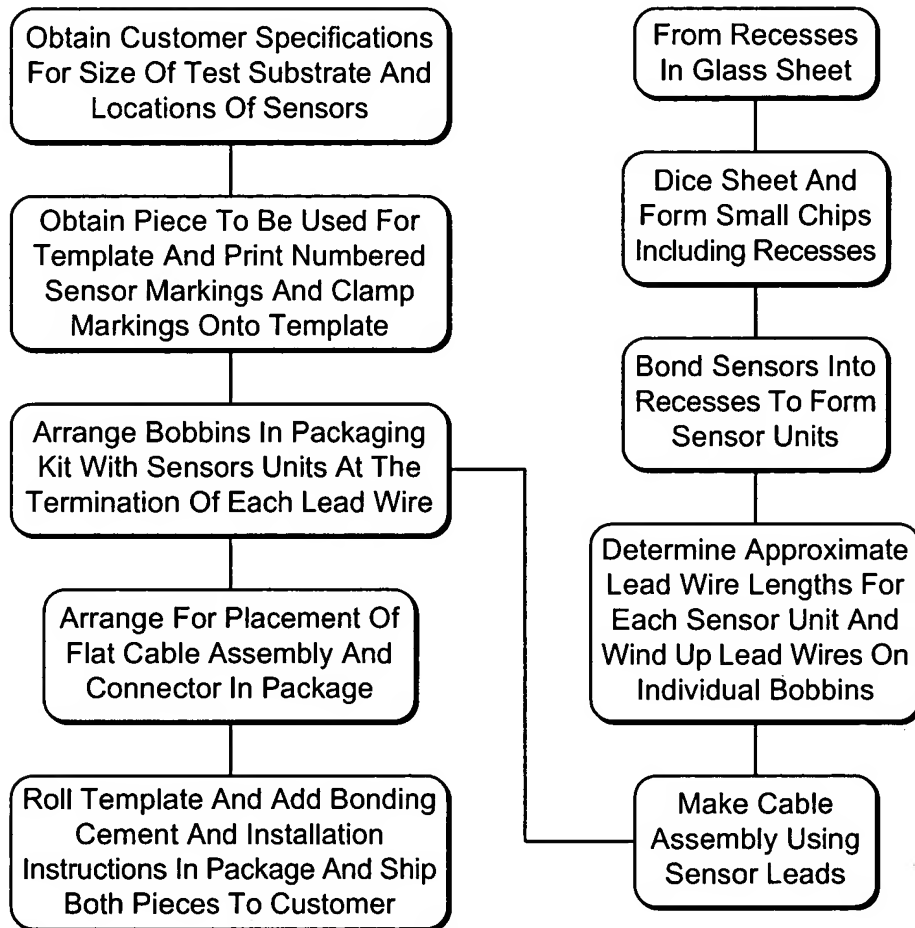 Obtain Customer Specifications
For Size Of Test Substrate And
Locations Of Sensors
Obtain Piece To Be Used For
Template And Print Numbered
Sensor Markings And Clamp
Markings Onto Template
Arrange Bobbins In Packaging
Kit With Sensors Units At The
Termination Of Each Lead Wire
Arrange For Placement Of
Flat Cable Assembly And
Connector In Package
Roll Template And Add Bonding
Cement And Installation
Instructions In Package And Ship
Both Pieces To Customer
From Recesses
In Glass Sheet
Dice Sheet And
Form Small Chips
Including Recesses
Bond Sensors Into
Recesses To Form
Sensor Units
Determine Approximate
Lead Wire Lengths For
Each Sensor Unit And
Wind Up Lead Wires On
Individual Bobbins
Make Cable
Assembly Using
Sensor Leads